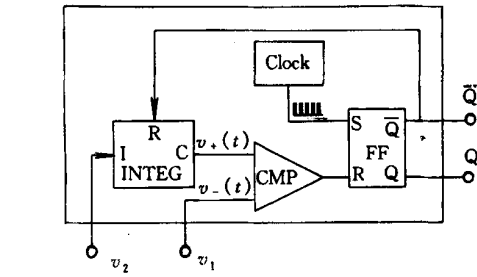 Clock
Q̄
S Q̄
R
I C v₊(t)
INTEG
FF
Q
CMP
v₋(t)
R Q
v₂ v₁